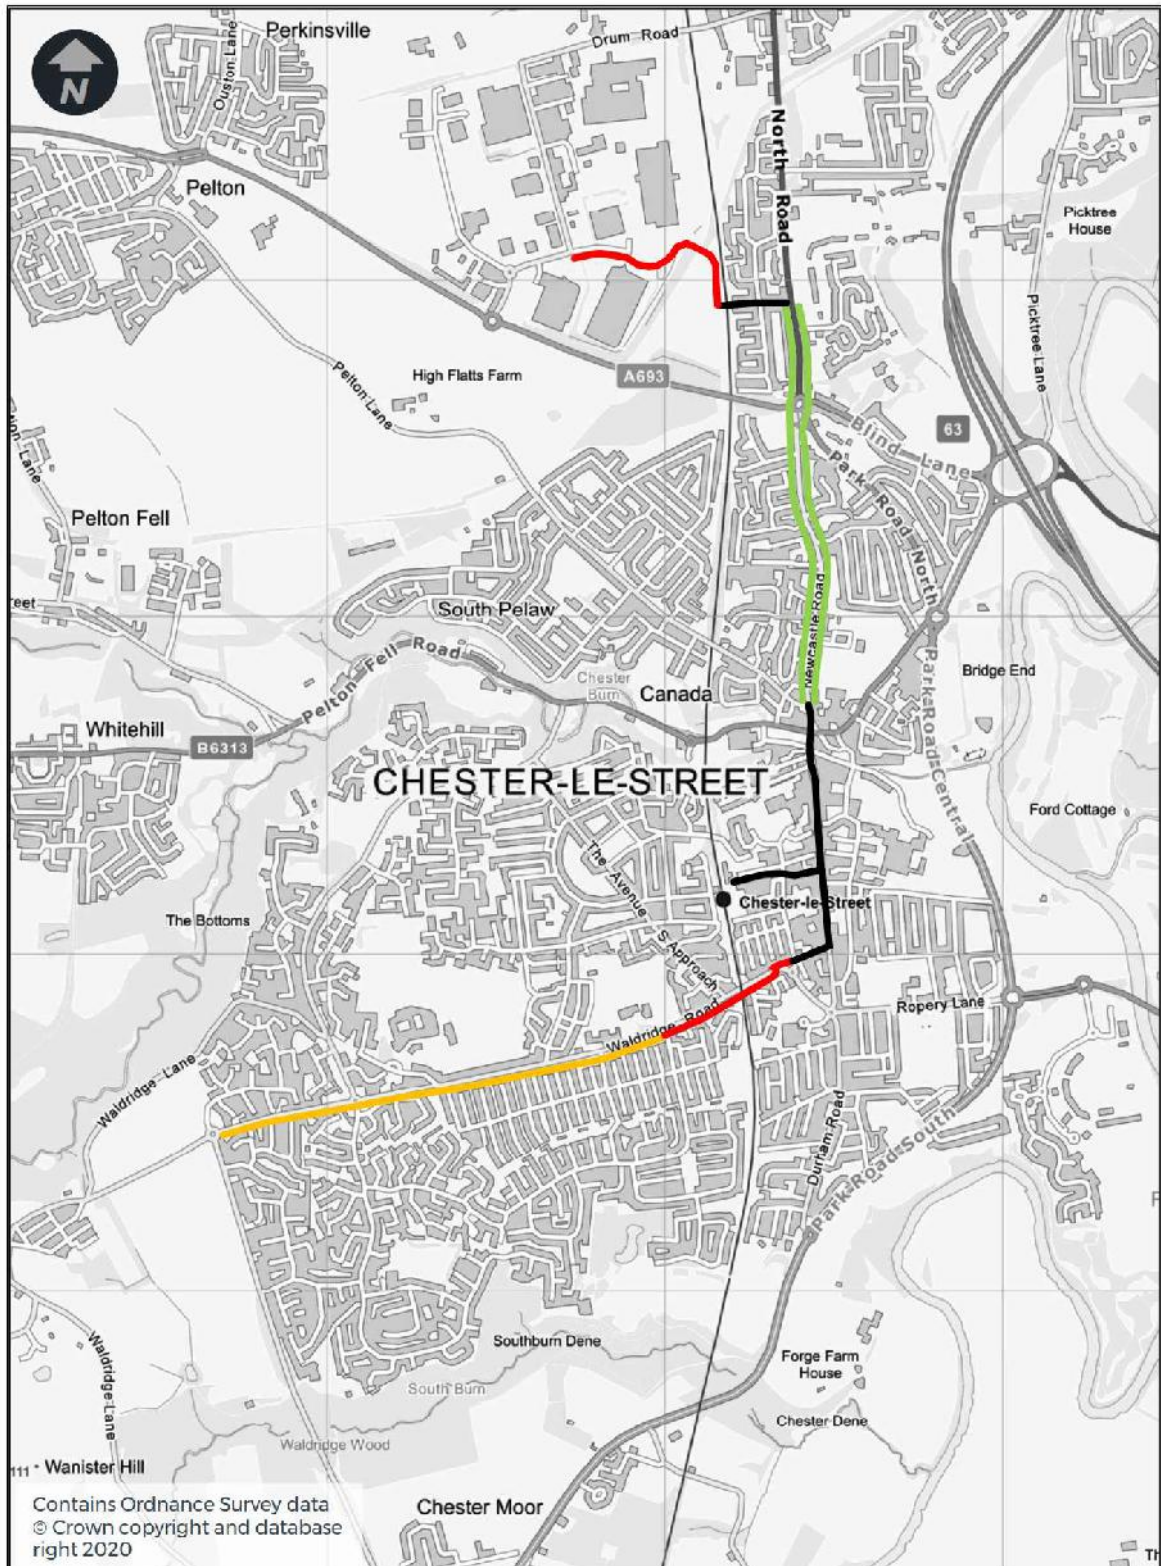 Perkinsville
Ouston Lane
Drum Road
N
North Road
Pelton
Picktree
House
Picktree Lane
Pelton Lane
High Flatts Farm
A693
Blind Lane
63
Park Road North
Lane
Pelton Fell
South Pelaw
Newcastle Road
Pelton Fell Road
Chester
Burn
Canada
Bridge End
Park Road Central
Whitehill
B6313
CHESTER-LE-STREET
Ford Cottage
The Avenue
Chester-le-Street
The Bottoms
S Approach
Ropery Lane
Waldridge Road
Waldridge Lane
Durham Road
Park Road South
Southburn Dene
Waldridge Lane
Forge Farm
House
South Burn
Chester Dene
Waldridge Wood
111
Wanister Hill
Chester Moor
Contains Ordnance Survey data
© Crown copyright and database
right 2020